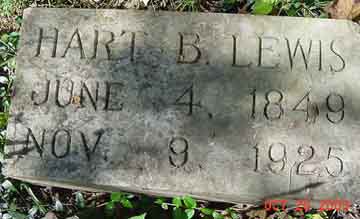 HART B. LEWIS
JUNE 4, 1849
NOV. 9, 1925